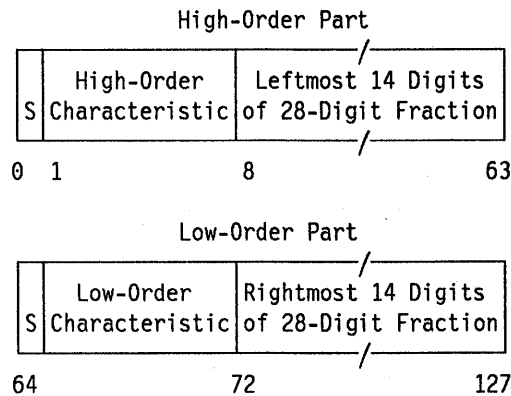 High-Order Part
High-Order Leftmost 14 Digits
S Characteristic of 28-Digit Fraction
0 1 8 63
Low-Order Part
Low-Order Rightmost 14 Digits
S Characteristic of 28-Digit Fraction
64 72 127